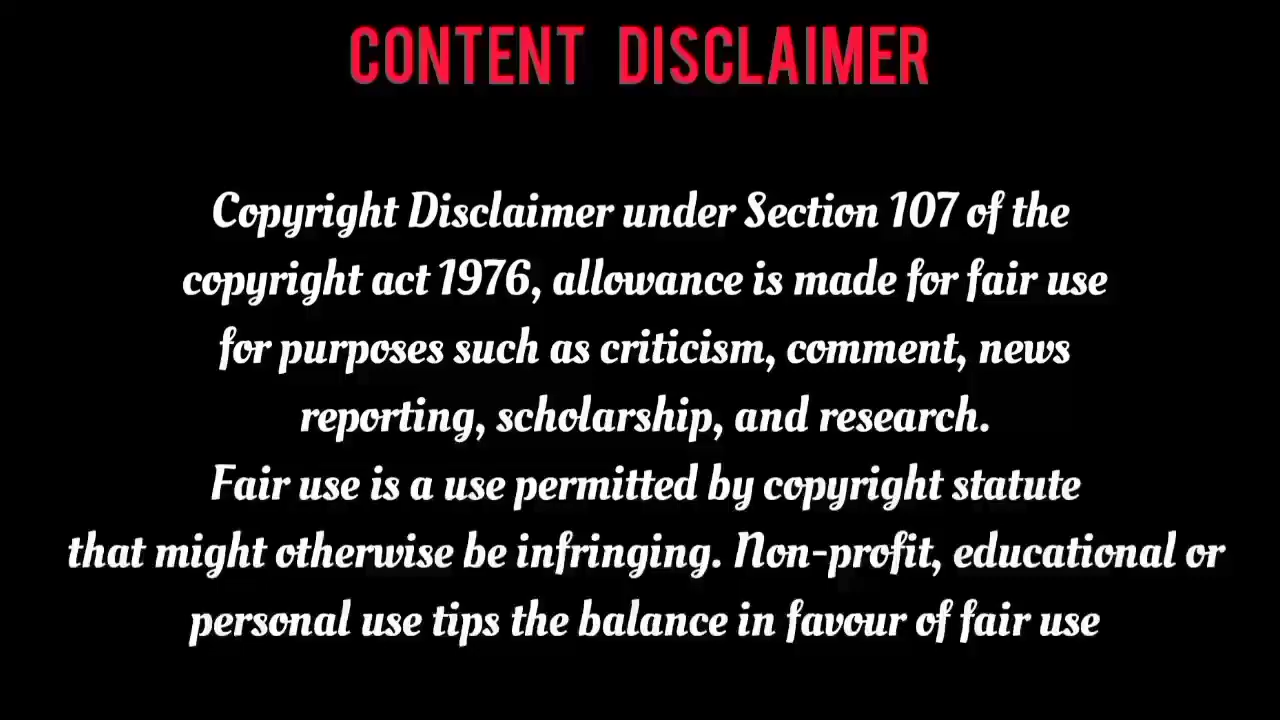 CONTENT DISCLAIMER
Copyright Disclaimer under Section 107 of the
copyright act 1976, allowance is made for fair use
for purposes such as criticism, comment, news
reporting, scholarship, and research.
Fair use is a use permitted by copyright statute
that might otherwise be infringing. Non-profit, educational or
personal use tips the balance in favour of fair use